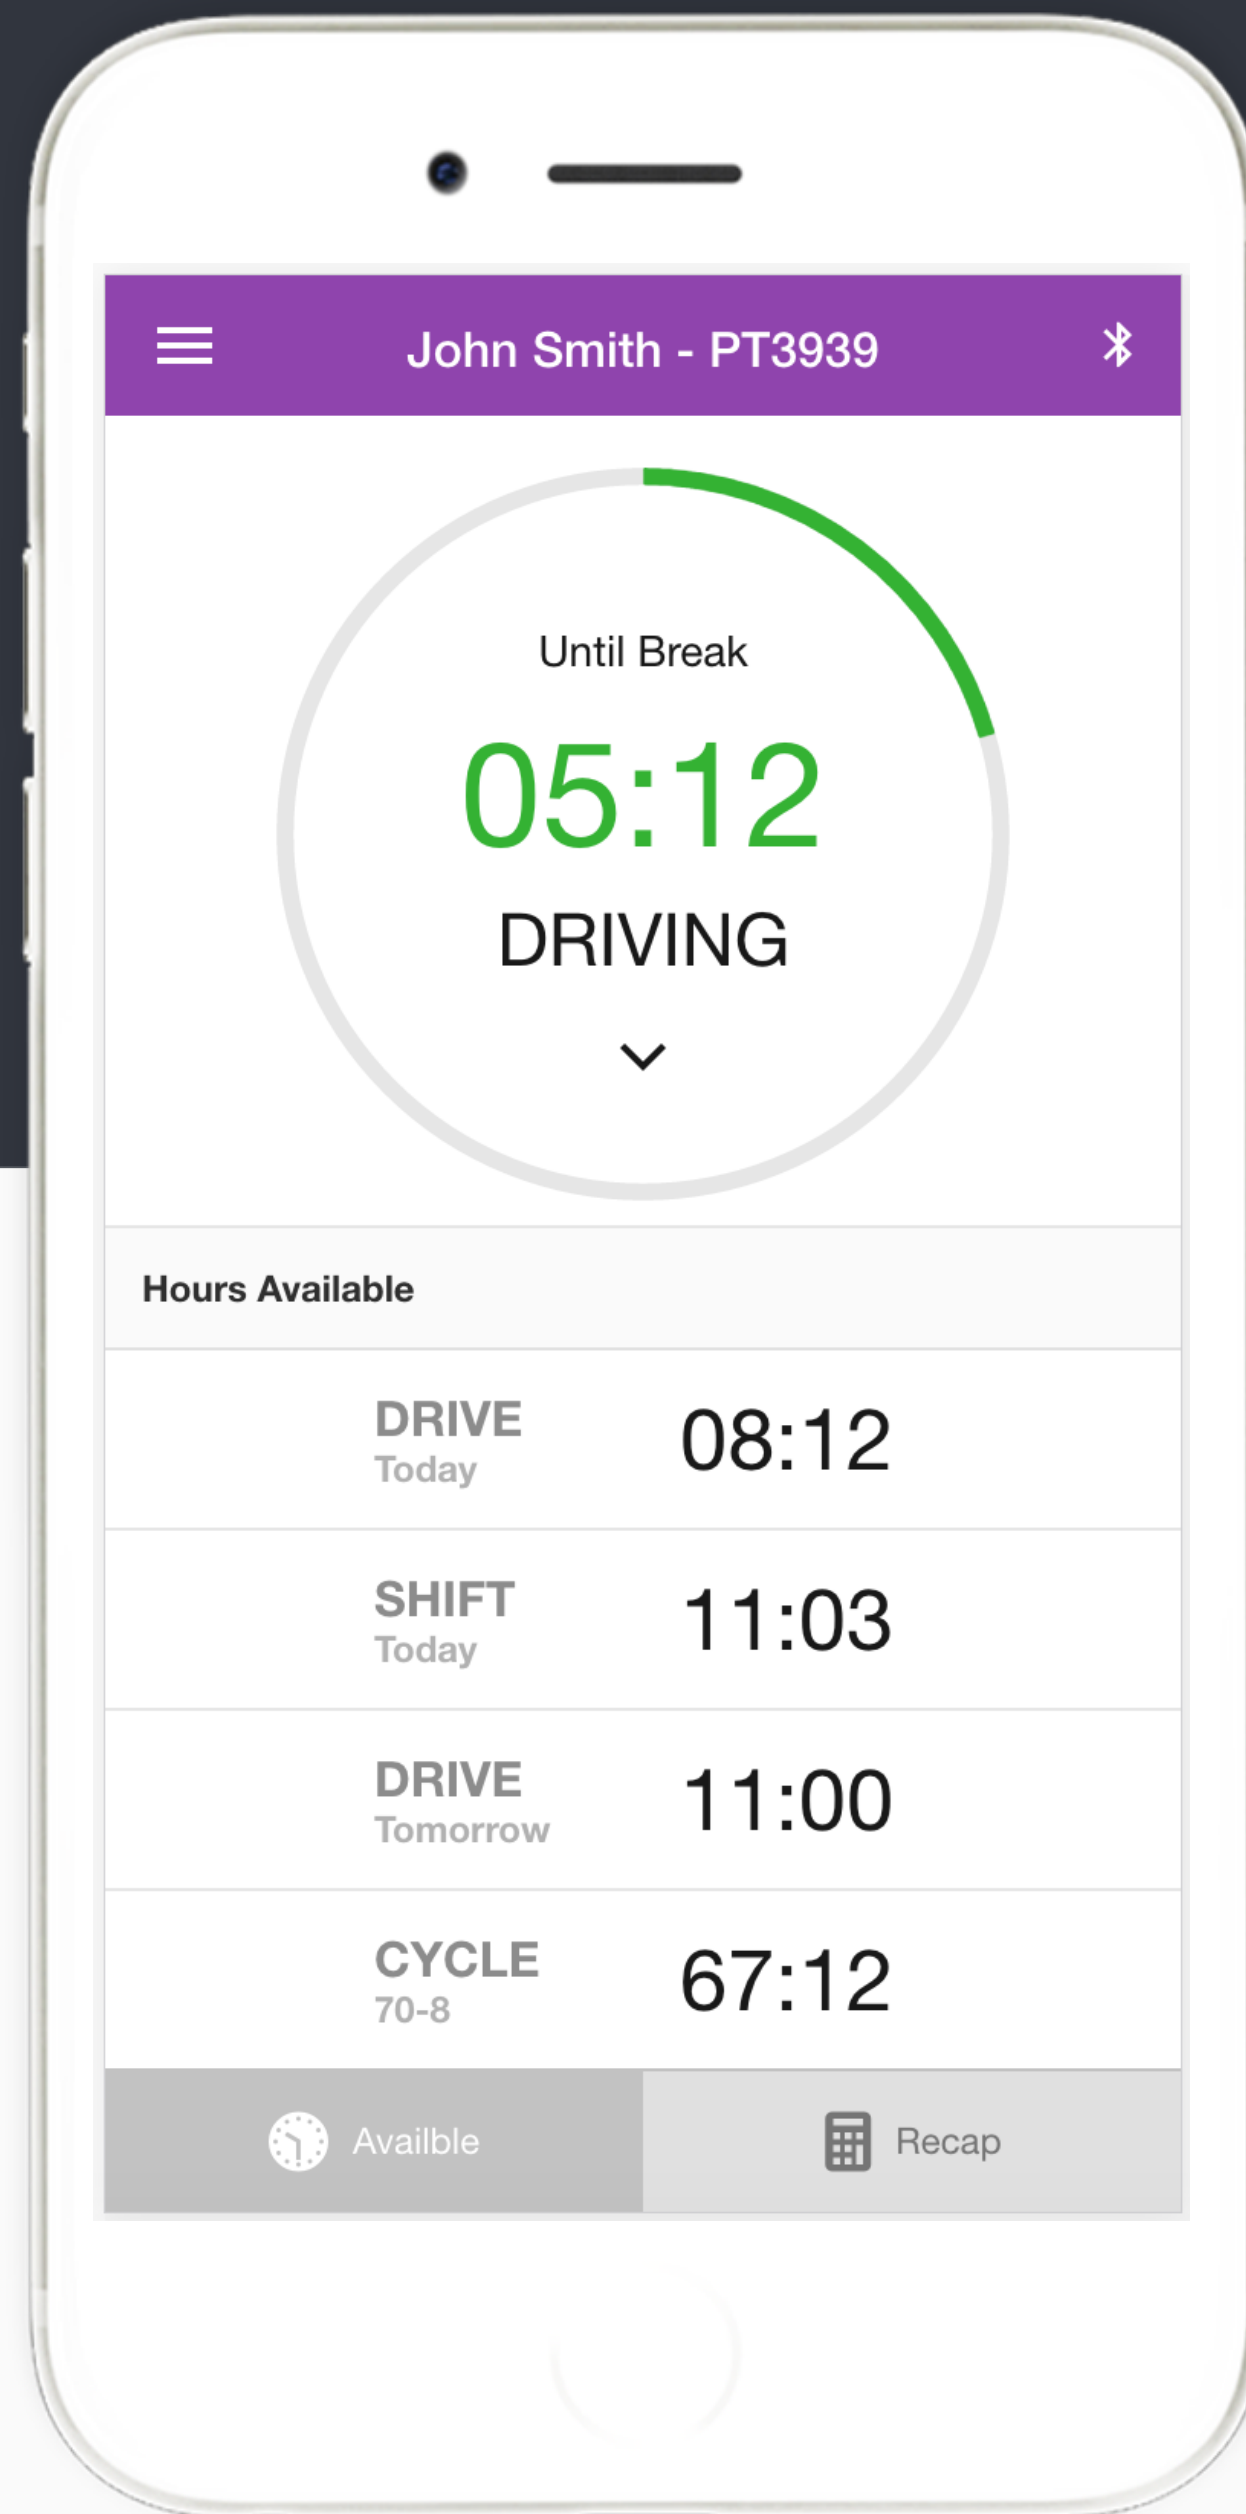 John Smith - PT3939
Until Break
05:12
DRIVING
Hours Available
DRIVE
Today
08:12
SHIFT
Today
11:03
DRIVE
Tomorrow
11:00
CYCLE
70-8
67:12
Availble
Recap